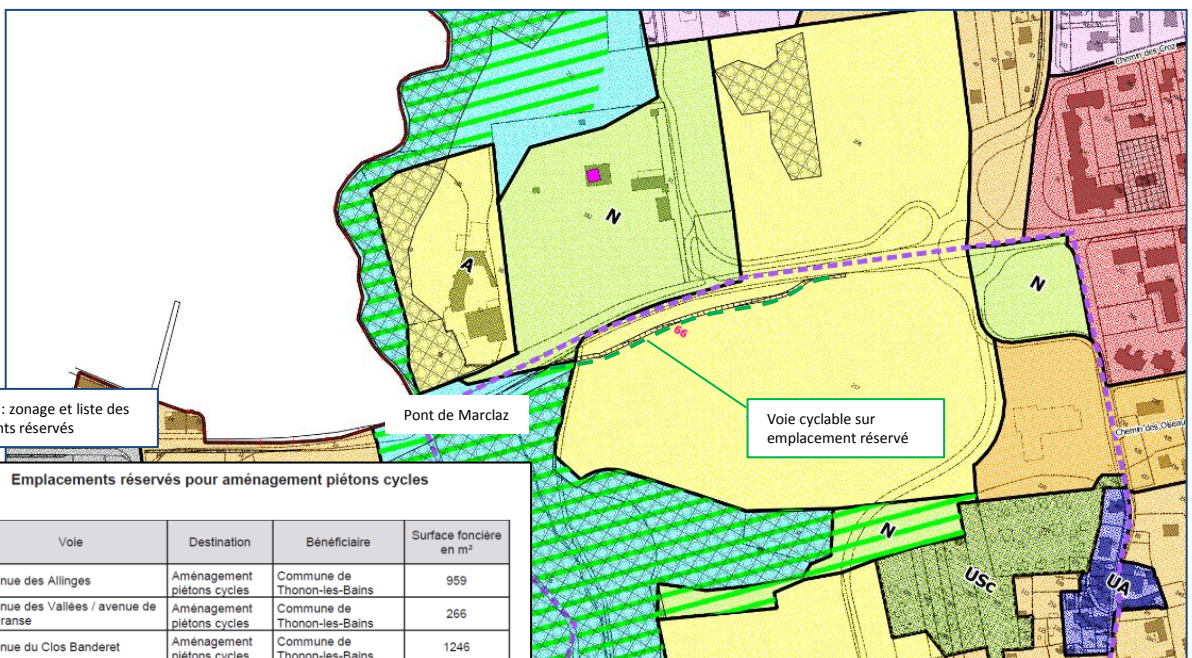 Chemin des Croz
N
A
N
66
: zonage et liste des
nts réservés
Pont de Marclaz
Voie cyclable sur
emplacement réservé
Chemin des Oiseau
N
USc
UA
Emplacements réservés pour aménagement piétons cycles
Voie
Destination
Bénéficiaire
Surface foncière
en m²
nue des Allinges
Aménagement
piétons cycles
Commune de
Thonon-les-Bains
959
nue des Vallées / avenue de
ranse
Aménagement
piétons cycles
Commune de
Thonon-les-Bains
266
nue du Clos Banderet
Aménagement
piétons cycles
Commune de
Thonon-les-Bains
1246